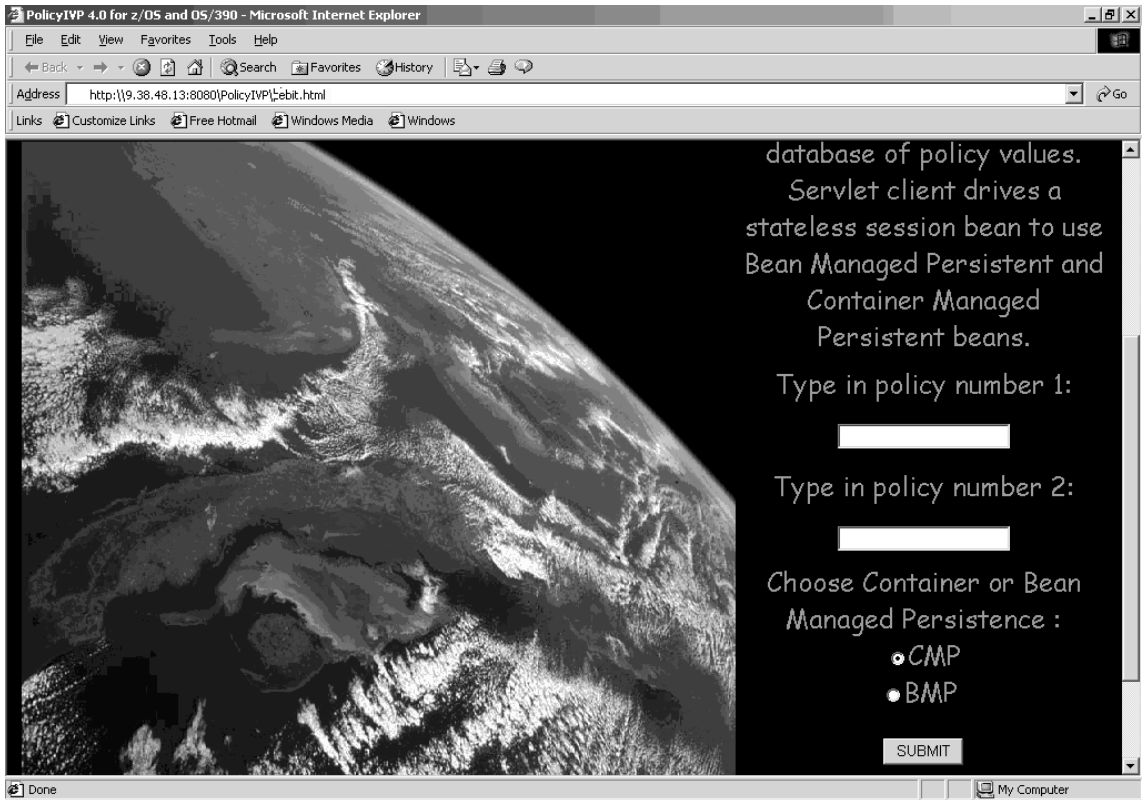 PolicyIVP 4.0 for z/OS and OS/390 - Microsoft Internet Explorer
File Edit View Favorites Tools Help
Back Search Favorites History
Address http:\\9.38.48.13:8080\PolicyIVP\cebit.html Go
Links Customize Links Free Hotmail Windows Media Windows
database of policy values.
Servlet client drives a
stateless session bean to use
Bean Managed Persistent and
Container Managed
Persistent beans.
Type in policy number 1:
Type in policy number 2:
Choose Container or Bean
Managed Persistence :
CMP
BMP
SUBMIT
Done My Computer